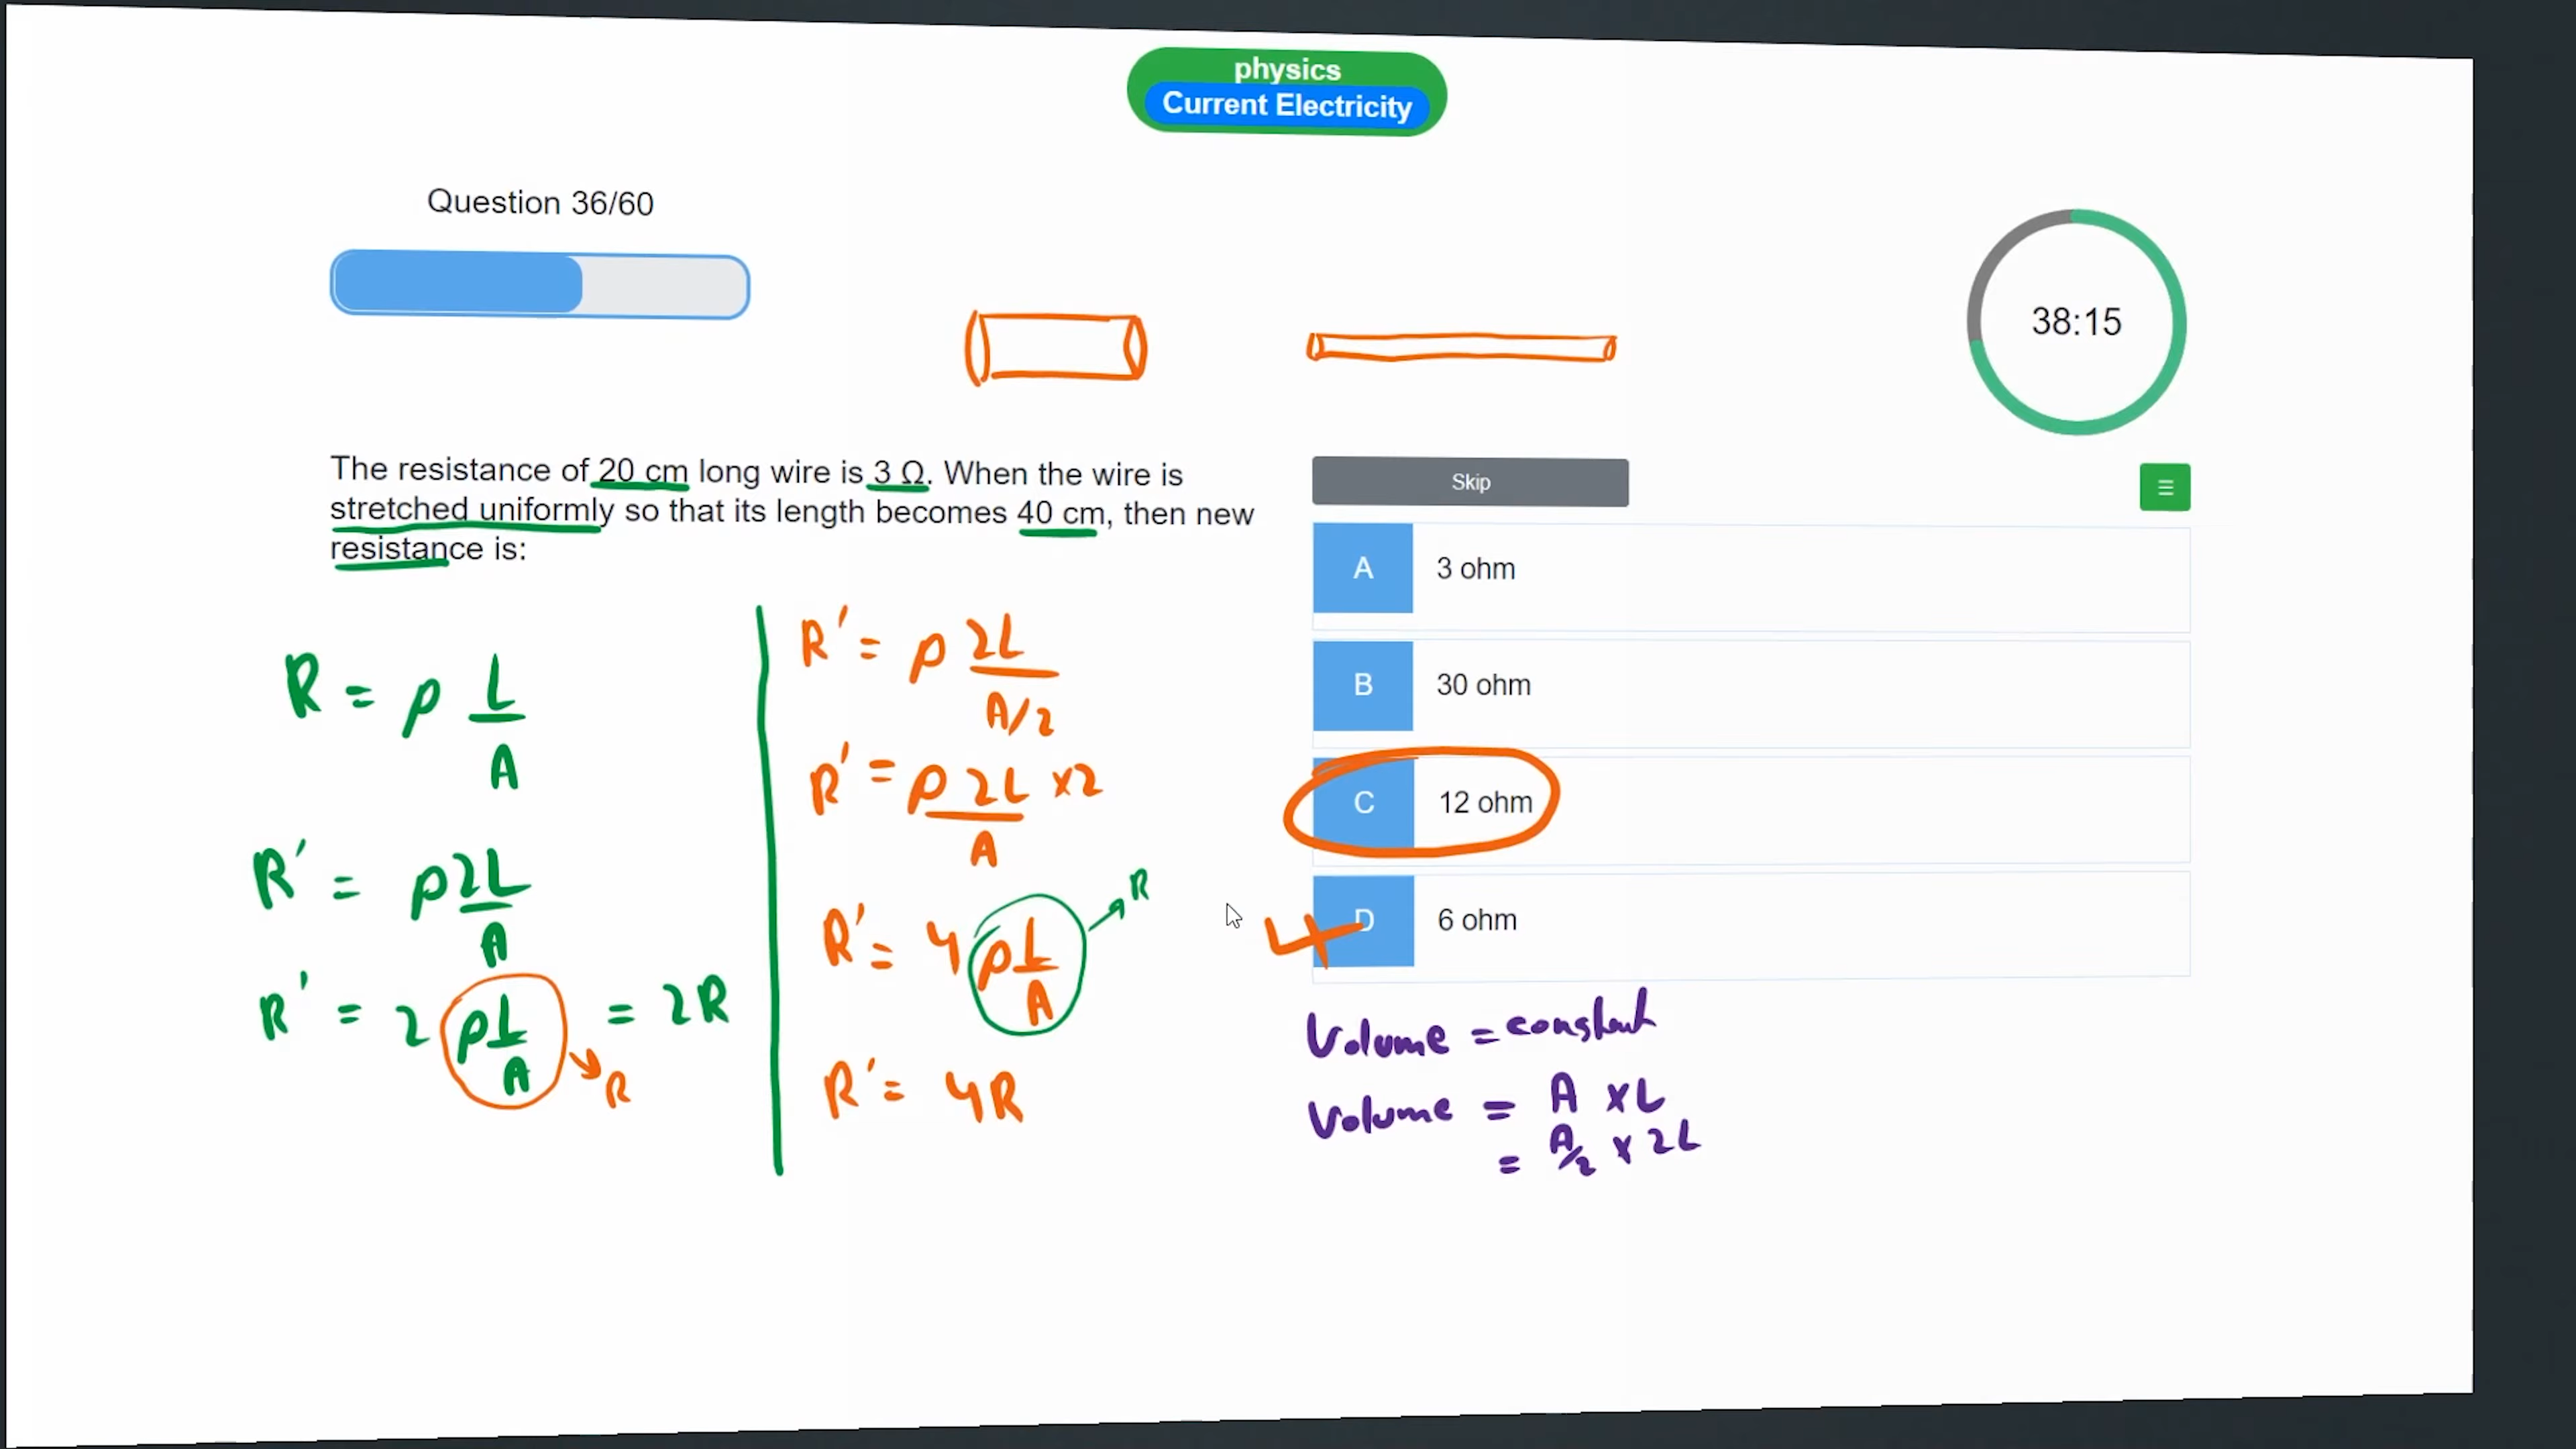 physics
Current Electricity
Question 36/60
38:15
The resistance of 20 cm long wire is 3 Ω. When the wire is
stretched uniformly so that its length becomes 40 cm, then new
resistance is:
Skip
A 3 ohm
B 30 ohm
C 12 ohm
D 6 ohm
4
R = ρ L/A
R' = ρ2L/A
R' = 2 ρL/A = 2R
R
R' = ρ 2L/A/2
R' = ρ 2L/A ×2
R' = 4 ρL/A
R
R' = 4R
Volume = constant
Volume = A × L
= A/2 × 2L